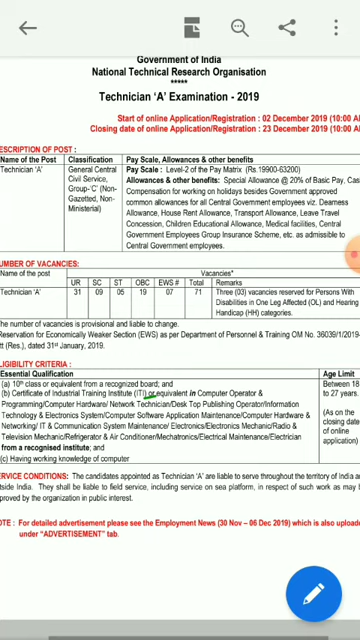 Government of India
National Technical Research Organisation
*****
Technician 'A' Examination - 2019
Start of online Application/Registration : 02 December 2019 (10:00 A
Closing date of online Application/Registration : 23 December 2019 (10:00 A
ESCRIPTION OF POST :
Name of the Post
Classification
Pay Scale, Allowances & other benefits
Technician 'A'
General Central
Civil Service,
Group-'C' (Non-
Gazetted, Non-
Ministerial)
Pay Scale: Level-2 of the Pay Matrix (Rs.19900-63200)
Allowances & other benefits: Special Allowance @ 20% of Basic Pay, Cas
Compensation for working on holidays besides Government approved
common allowances for all Central Government employees viz. Dearness
Allowance, House Rent Allowance, Transport Allowance, Leave Travel
Concession, Children Educational Allowance, Medical facilities, Central
Government Employees Group Insurance Scheme, etc. as admissible to
Central Government employees.
NUMBER OF VACANCIES :
Name of the post
Vacancies*
UR SC ST OBC EWS # Total Remarks
Technician 'A' 31 09 05 19 07 71 Three (03) vacancies reserved for Persons
With Disabilities in One Leg Affected (OL) and Hearing
Handicap (HH) categories.
The number of vacancies is provisional and liable to change.
Reservation for Economically Weaker Section (EWS) as per Department of Personnel & Training OM No. 36039/1/2019-
tt (Res.), dated 31st January, 2019.
LIGIBILITY CRITERIA :
Essential Qualification
Age Limit
(a) 10th class or equivalent from a recognized board; and
(b) Certificate of Industrial Training Institute (ITI) or equivalent in Computer Operator &
Programming/Computer Hardware/ Network Technician/Desk Top Publishing Operator/Information
Technology & Electronics System/Computer Software Application Maintenance/Computer Hardware &
Networking/ IT & Communication System Maintenance/ Electronics/Electronics Mechanic/Radio &
Television Mechanic/Refrigerator & Air Conditioner/Mechatronics/Electrical Maintenance/Electrician
from a recognised institute; and
(c) Having working knowledge of computer
Between 18
to 27 years.
(As on the
closing date
of online
application)
SERVICE CONDITIONS: The candidates appointed as Technician 'A' are liable to serve throughout the territory of India an
utside India. They shall be liable to field service, including service on sea platform, in respect of such work as may b
proved by the organization in public interest.
NOTE : For detailed advertisement please see the Employment News (30 Nov – 06 Dec 2019) which is also uploade
under "ADVERTISEMENT" tab.